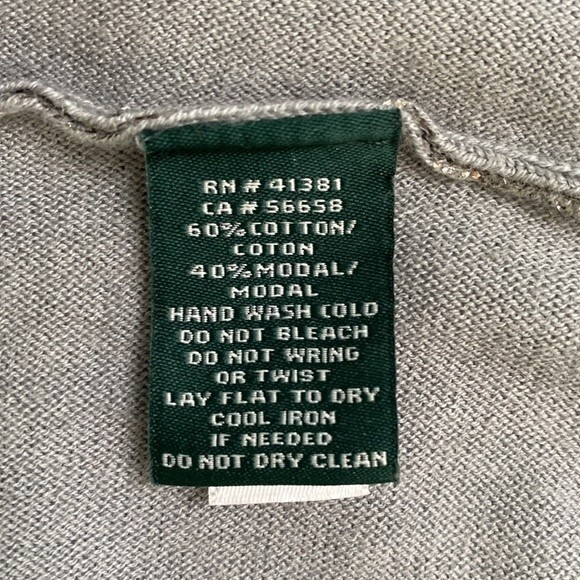 RN # 41381
CA # 56658
60% COTTON/
COTON
40% MODAL/
MODAL
HAND WASH COLD
DO NOT BLEACH
DO NOT WRING
OR TWIST
LAY FLAT TO DRY
COOL IRON
IF NEEDED
DO NOT DRY CLEAN